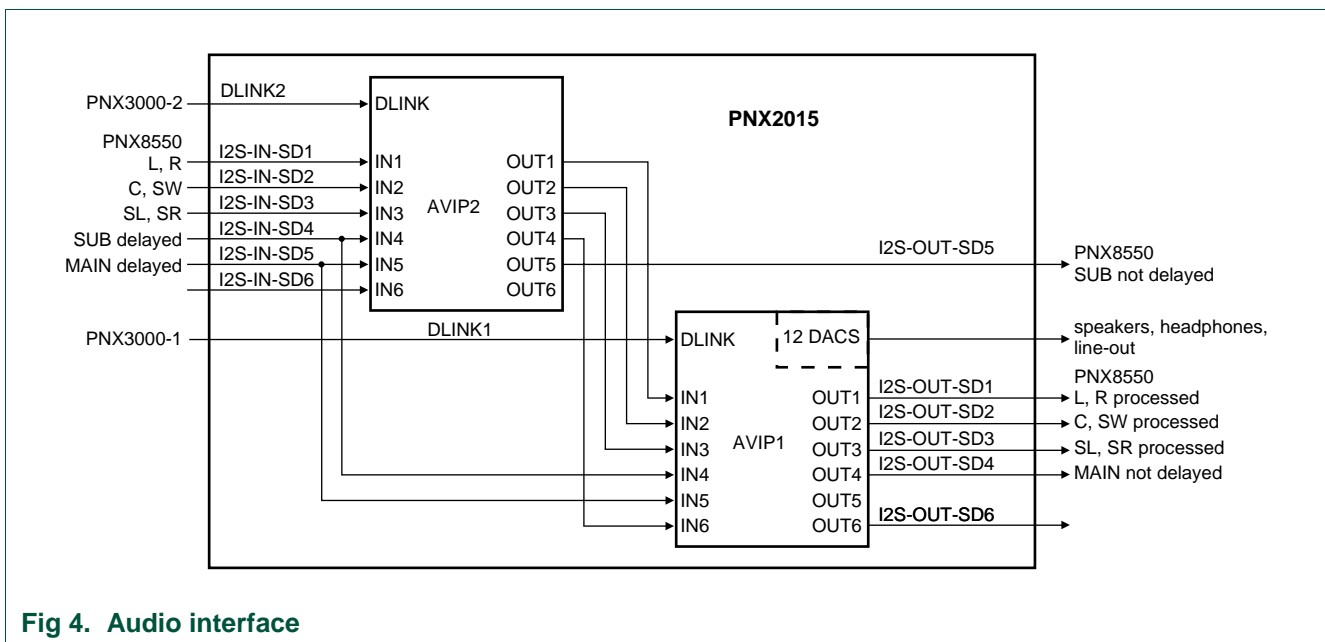 PNX2015
PNX3000-2
DLINK2
DLINK
PNX8550
L, R
I2S-IN-SD1
IN1
OUT1
C, SW
I2S-IN-SD2
IN2
OUT2
SL, SR
I2S-IN-SD3
IN3
AVIP2
OUT3
SUB delayed
I2S-IN-SD4
IN4
OUT4
MAIN delayed
I2S-IN-SD5
IN5
OUT5
I2S-OUT-SD5
PNX8550
SUB not delayed
I2S-IN-SD6
IN6
OUT6
PNX3000-1
DLINK1
DLINK
12 DACS
speakers, headphones,
line-out
PNX8550
IN1
OUT1
I2S-OUT-SD1
L, R processed
IN2
OUT2
I2S-OUT-SD2
C, SW processed
IN3
AVIP1
OUT3
I2S-OUT-SD3
SL, SR processed
IN4
OUT4
I2S-OUT-SD4
MAIN not delayed
IN5
OUT5
IN6
OUT6
I2S-OUT-SD6
Fig 4. Audio interface